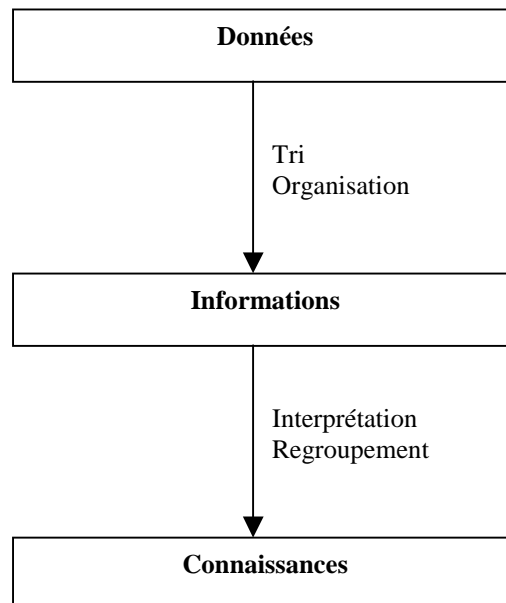 Données
Tri
Organisation
Informations
Interprétation
Regroupement
Connaissances